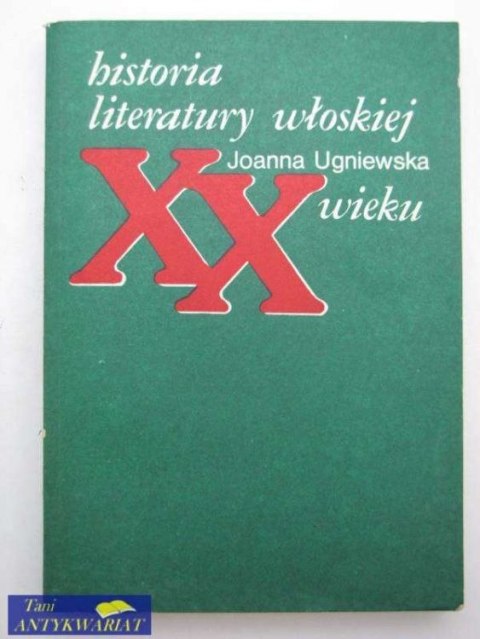 historia
literatury włoskiej
Joanna Ugniewska
XX wieku
Tani
ANTYKWARIAT